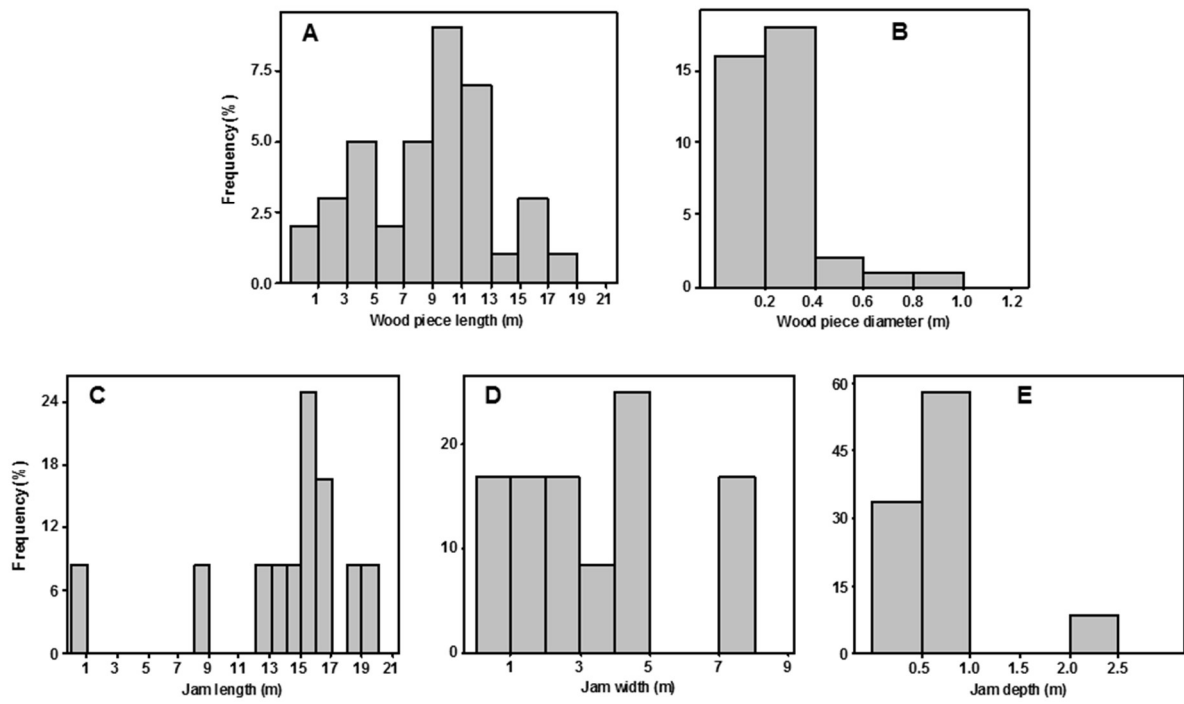 A
B
Frequency (%)
7.5
5.0
2.5
0.0
1 3 5 7 9 11 13 15 17 19 21
Wood piece length (m)
15
10
5
0
0.2 0.4 0.6 0.8 1.0 1.2
Wood piece diameter (m)
C
D
E
Frequency (%)
24
18
12
6
0
1 3 5 7 9 11 13 15 17 19 21
Jam length (m)
20
10
0
1 3 5 7 9
Jam width (m)
60
45
30
15
0
0.5 1.0 1.5 2.0 2.5
Jam depth (m)